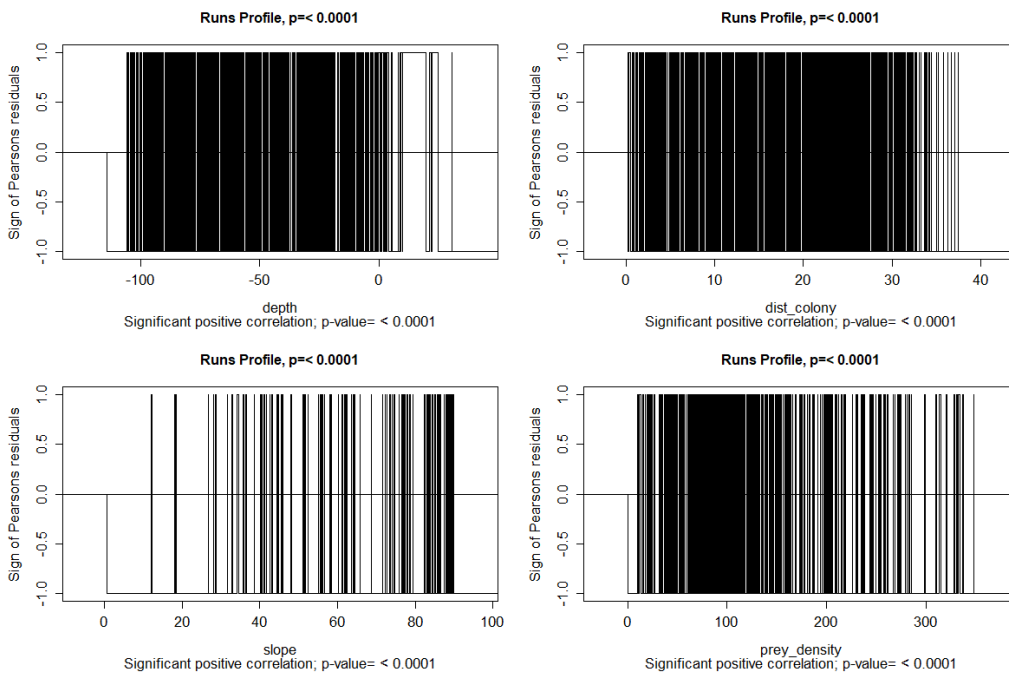 Runs Profile, p=< 0.0001
Sign of Pearsons residuals
1.0
0.5
0.0
-0.5
-1.0
-100 -50 0
depth
Significant positive correlation; p-value= < 0.0001
Runs Profile, p=< 0.0001
Sign of Pearsons residuals
1.0
0.5
0.0
-0.5
-1.0
0 10 20 30 40
dist_colony
Significant positive correlation; p-value= < 0.0001
Runs Profile, p=< 0.0001
Sign of Pearsons residuals
1.0
0.5
0.0
-0.5
-1.0
0 20 40 60 80 100
slope
Significant positive correlation; p-value= < 0.0001
Runs Profile, p=< 0.0001
Sign of Pearsons residuals
1.0
0.5
0.0
-0.5
-1.0
0 100 200 300
prey_density
Significant positive correlation; p-value= < 0.0001